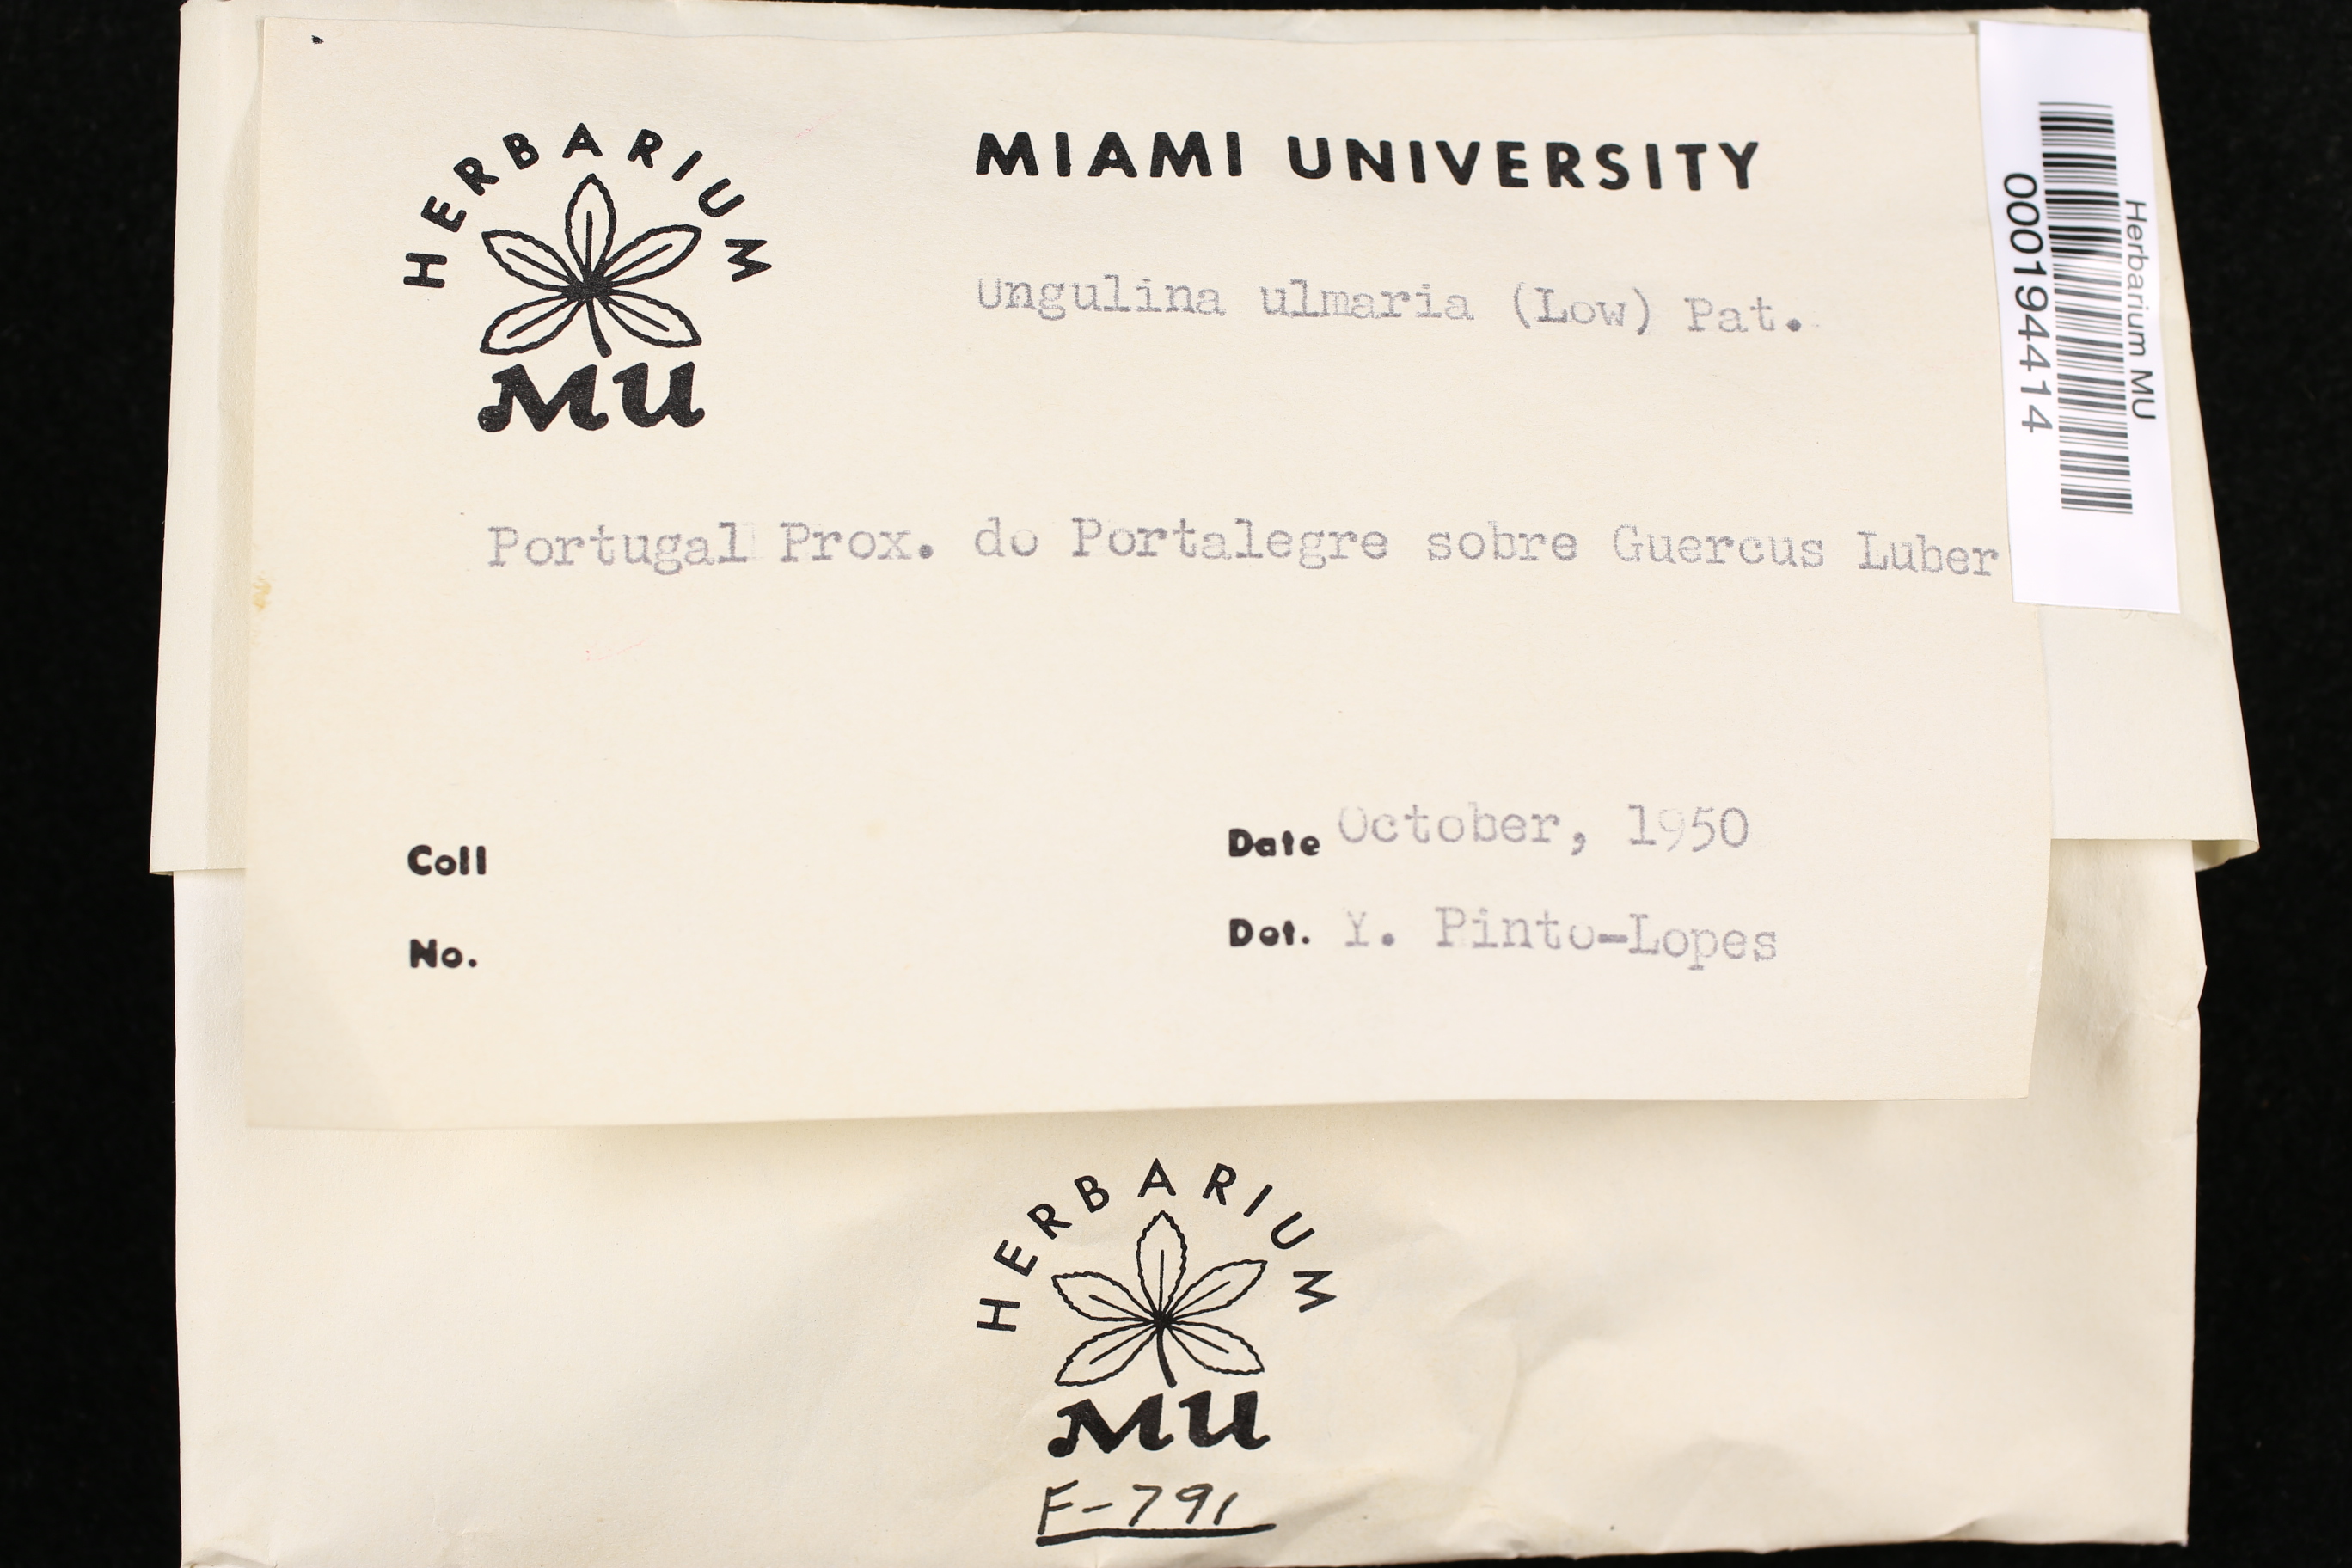 HERBARIUM
MU
MIAMI UNIVERSITY
Ungulina ulmaria (Low) Pat.
Portugal Prox. do Portalegre sobre Guercus Luber
Coll
Date October, 1950
No.
Det. Y. Pinto-Lopes
Herbarium MU
000194414
HERBARIUM
MU
F-791